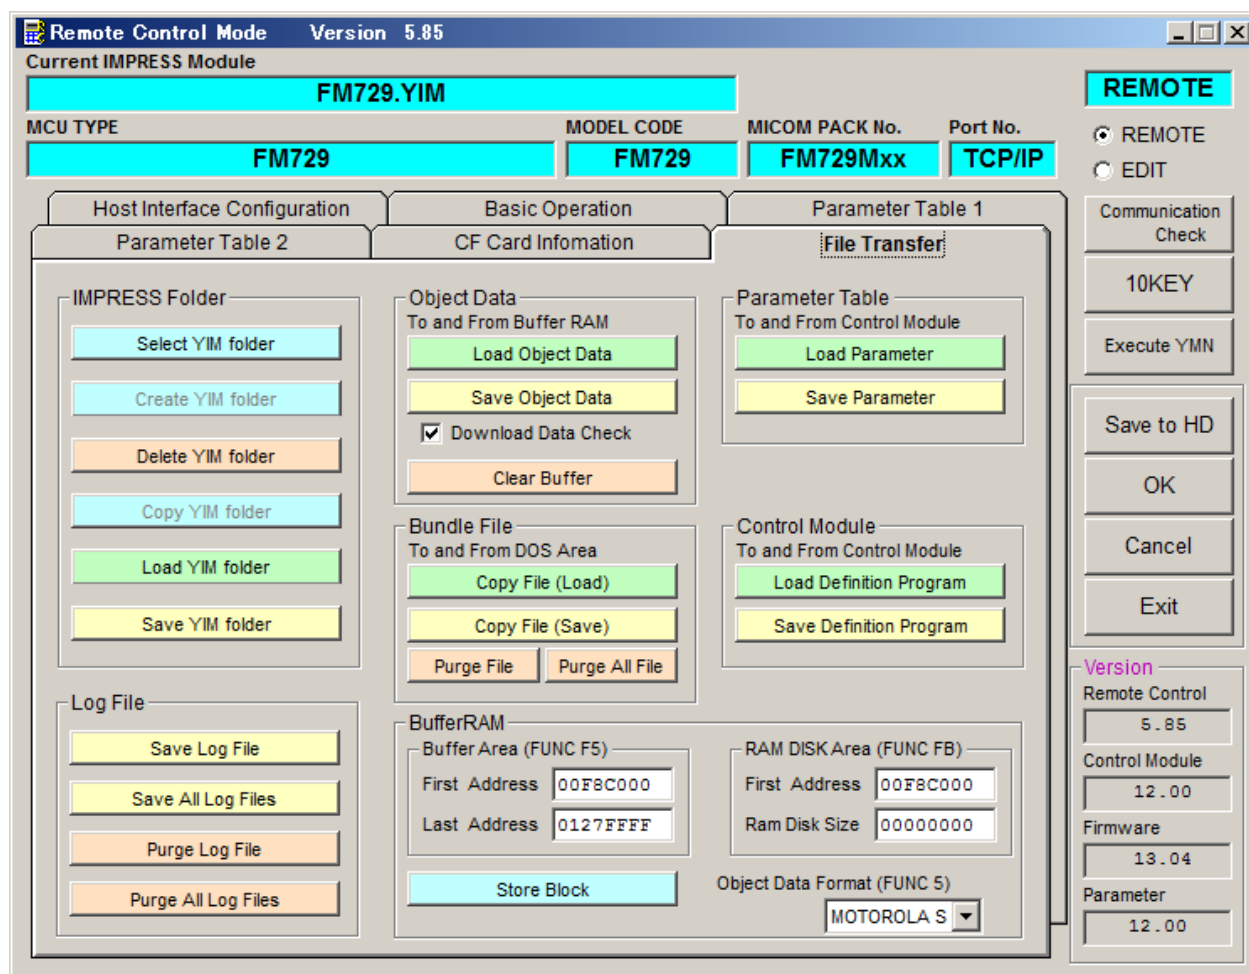 Remote Control Mode Version 5.85
Current IMPRESS Module
FM729.YIM
REMOTE
MCU TYPE
MODEL CODE
MICOM PACK No.
Port No.
FM729
FM729
FM729Mxx
TCP/IP
REMOTE
EDIT
Host Interface Configuration
Basic Operation
Parameter Table 1
Parameter Table 2
CF Card Infomation
File Transfer
Communication
Check
10KEY
Execute YMN
Save to HD
OK
Cancel
Exit
IMPRESS Folder
Select YIM folder
Create YIM folder
Delete YIM folder
Copy YIM folder
Load YIM folder
Save YIM folder
Log File
Save Log File
Save All Log Files
Purge Log File
Purge All Log Files
Object Data
To and From Buffer RAM
Load Object Data
Save Object Data
Download Data Check
Clear Buffer
Bundle File
To and From DOS Area
Copy File (Load)
Copy File (Save)
Purge File
Purge All File
Parameter Table
To and From Control Module
Load Parameter
Save Parameter
Control Module
To and From Control Module
Load Definition Program
Save Definition Program
BufferRAM
Buffer Area (FUNC F5)
First Address 00F8C000
Last Address 0127FFFF
RAM DISK Area (FUNC FB)
First Address 00F8C000
Ram Disk Size 00000000
Store Block
Object Data Format (FUNC 5)
MOTOROLA S
Version
Remote Control
5.85
Control Module
12.00
Firmware
13.04
Parameter
12.00